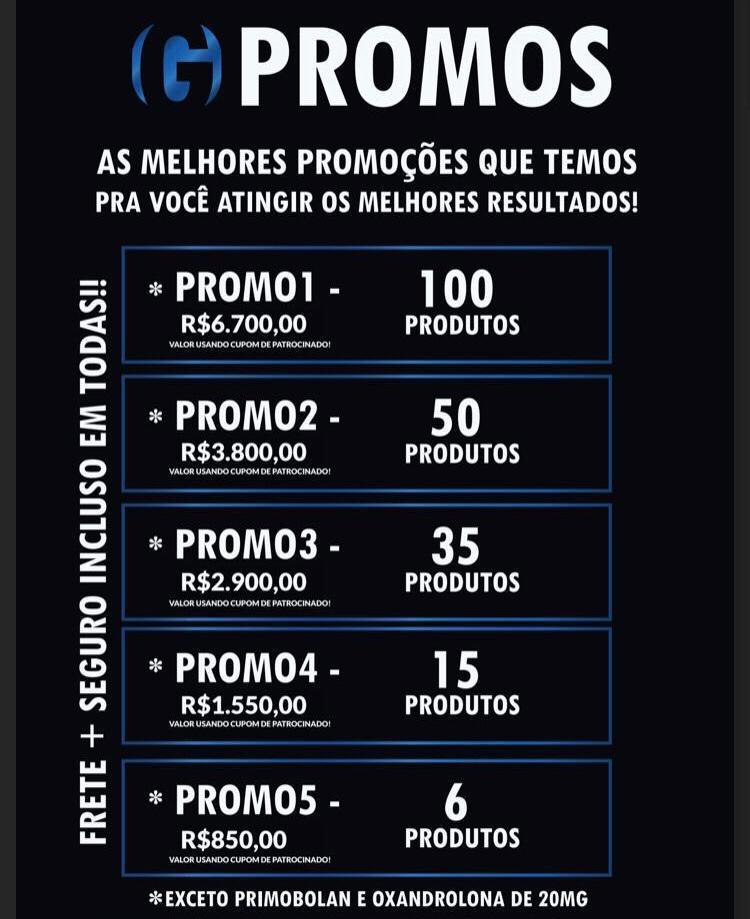 G PROMOS
AS MELHORES PROMOÇÕES QUE TEMOS
PRA VOCÊ ATINGIR OS MELHORES RESULTADOS!
FRETE + SEGURO INCLUSO EM TODAS!!
* PROMO1 - 100
R$6.700,00 PRODUTOS
VALOR USANDO CUPOM DE PATROCINADO!
* PROMO2 - 50
R$3.800,00 PRODUTOS
VALOR USANDO CUPOM DE PATROCINADO!
* PROMO3 - 35
R$2.900,00 PRODUTOS
VALOR USANDO CUPOM DE PATROCINADO!
* PROMO4 - 15
R$1.550,00 PRODUTOS
VALOR USANDO CUPOM DE PATROCINADO!
* PROMO5 - 6
R$850,00 PRODUTOS
VALOR USANDO CUPOM DE PATROCINADO!
*EXCETO PRIMOBOLAN E OXANDROLONA DE 20MG